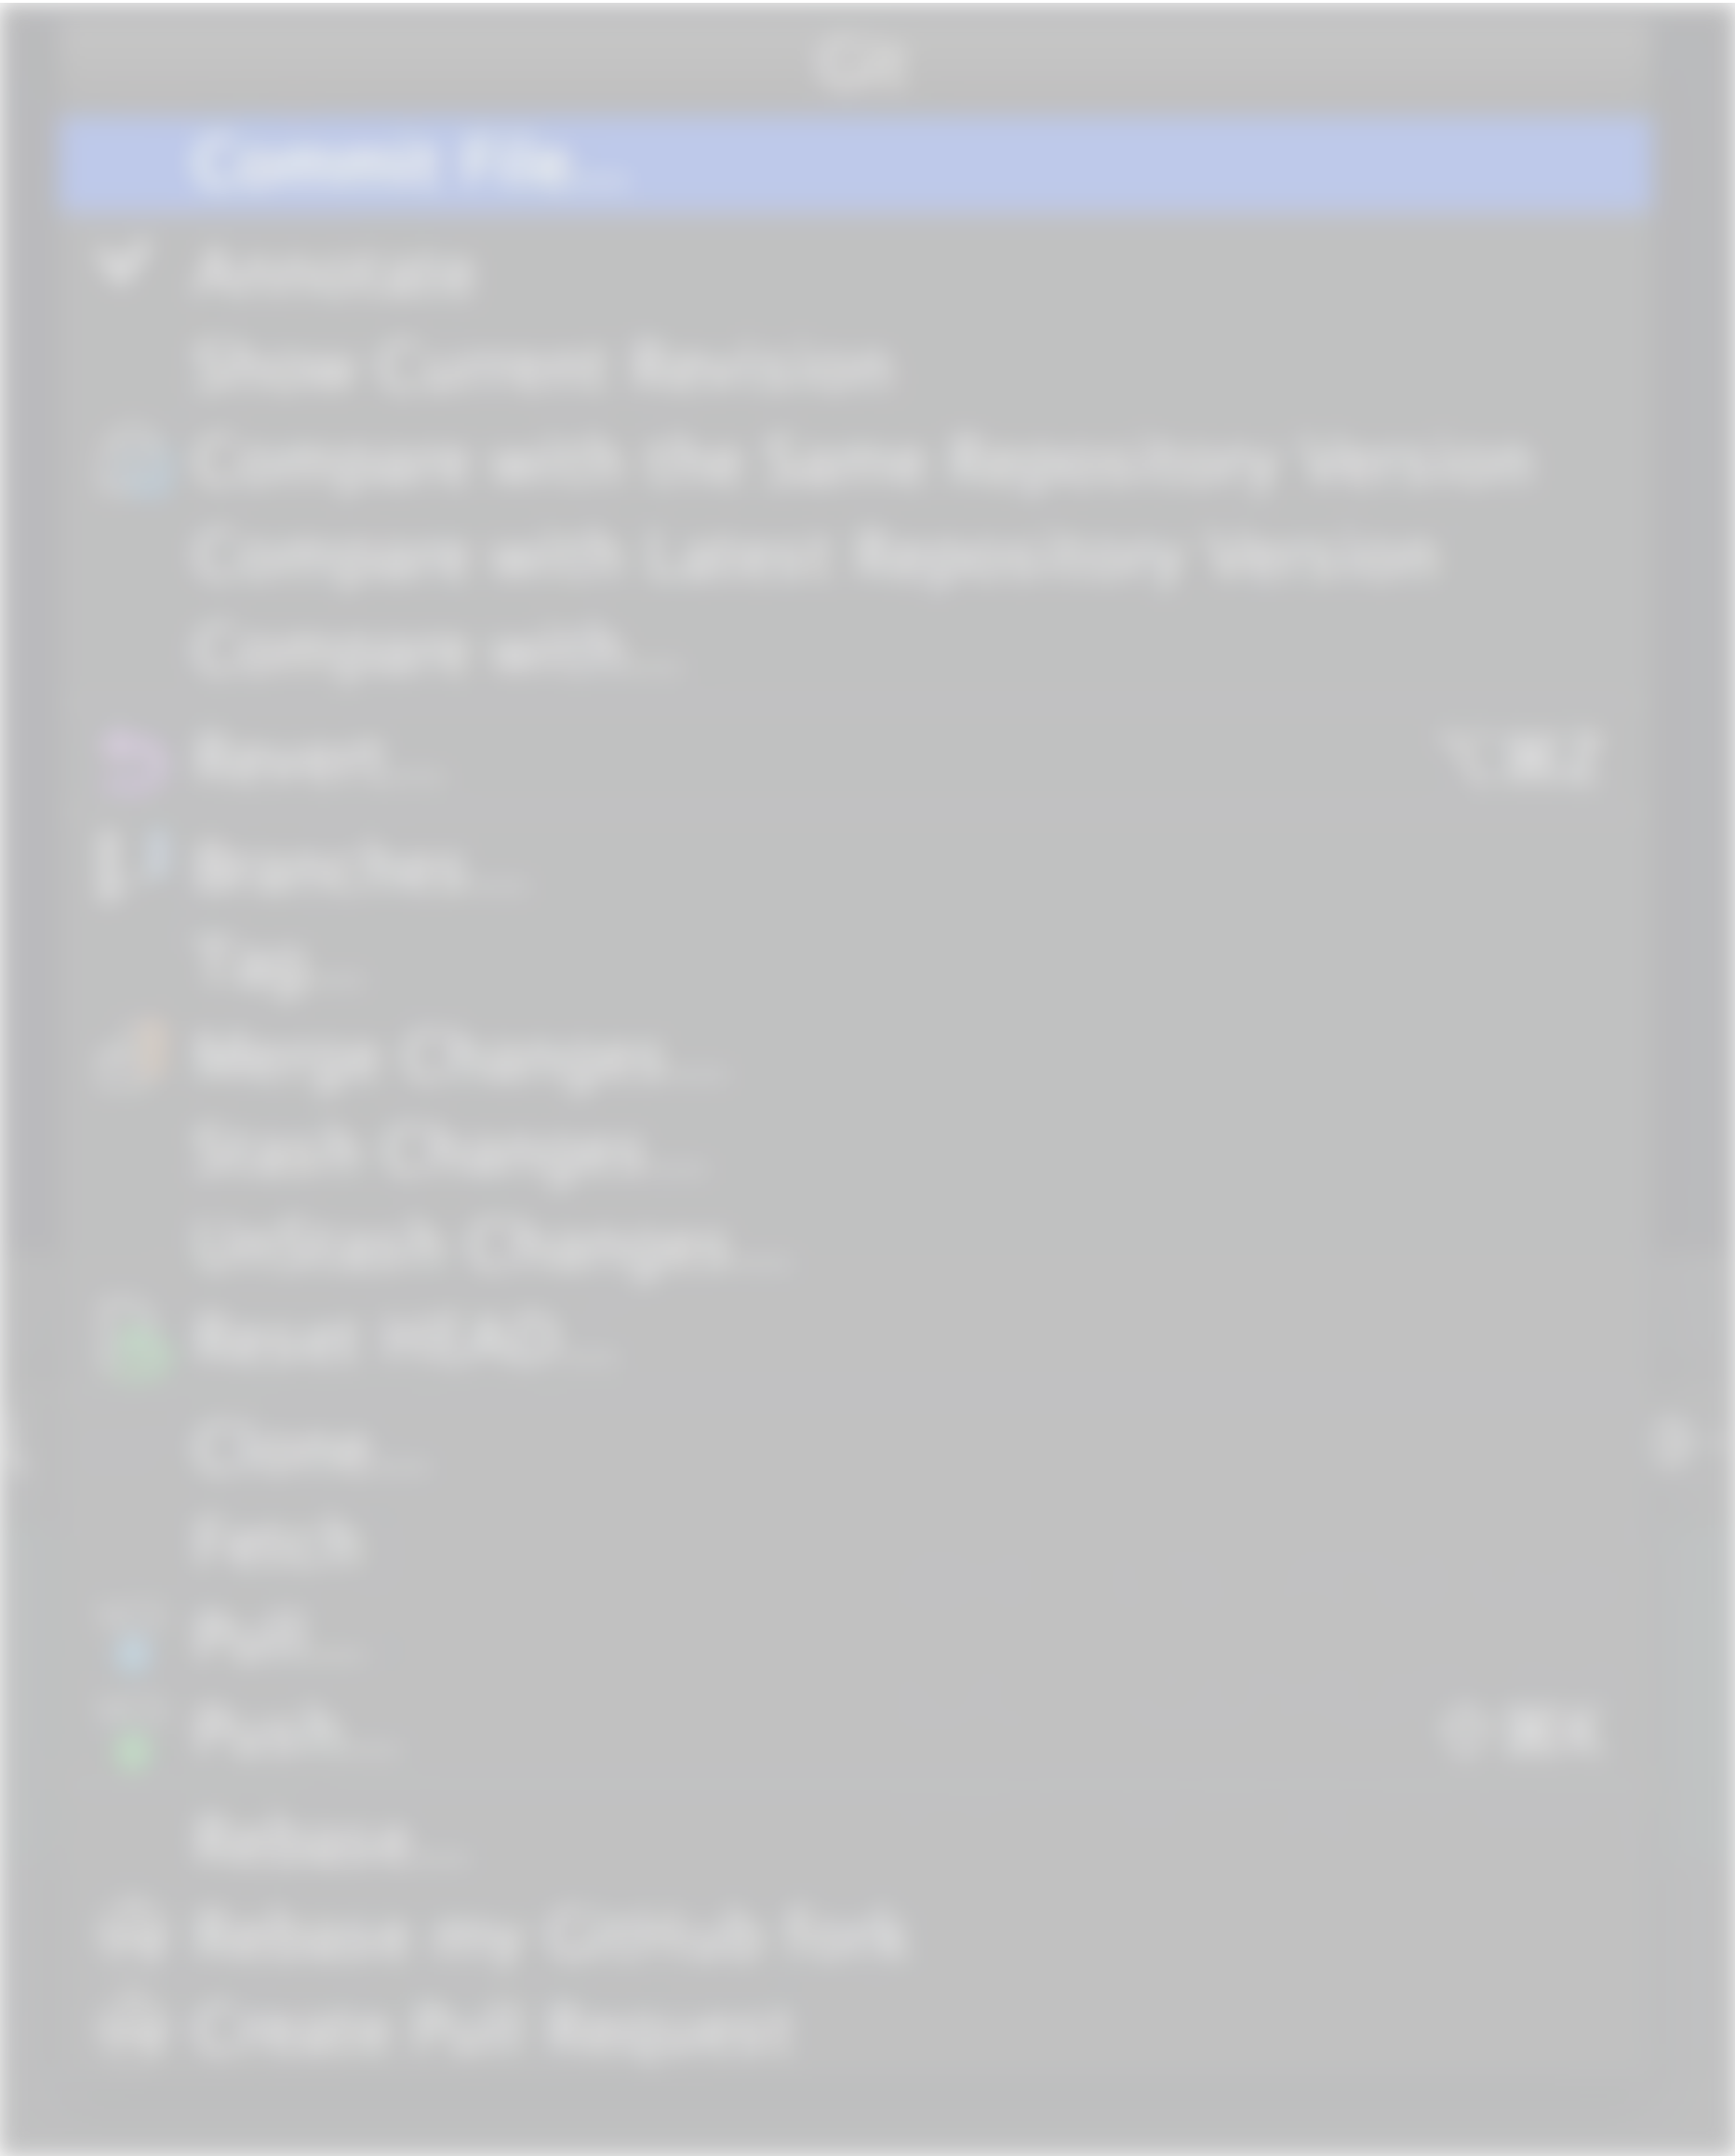 Git
Commit File...
Annotate
Show Current Revision
Compare with the Same Repository Version
Compare with Latest Repository Version
Compare with...
Revert... ⌥⌘Z
Branches...
Tag...
Merge Changes...
Stash Changes...
UnStash Changes...
Reset HEAD...
Clone...
Fetch
Pull...
Push... ⇧⌘K
Rebase...
Rebase my GitHub fork
Create Pull Request